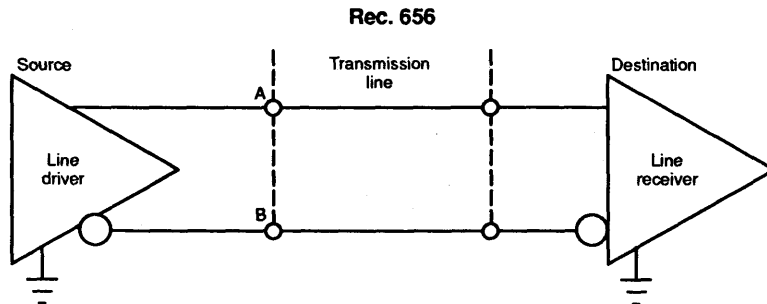 Rec. 656
Source
Transmission
line
Destination
A
Line
driver
Line
receiver
B